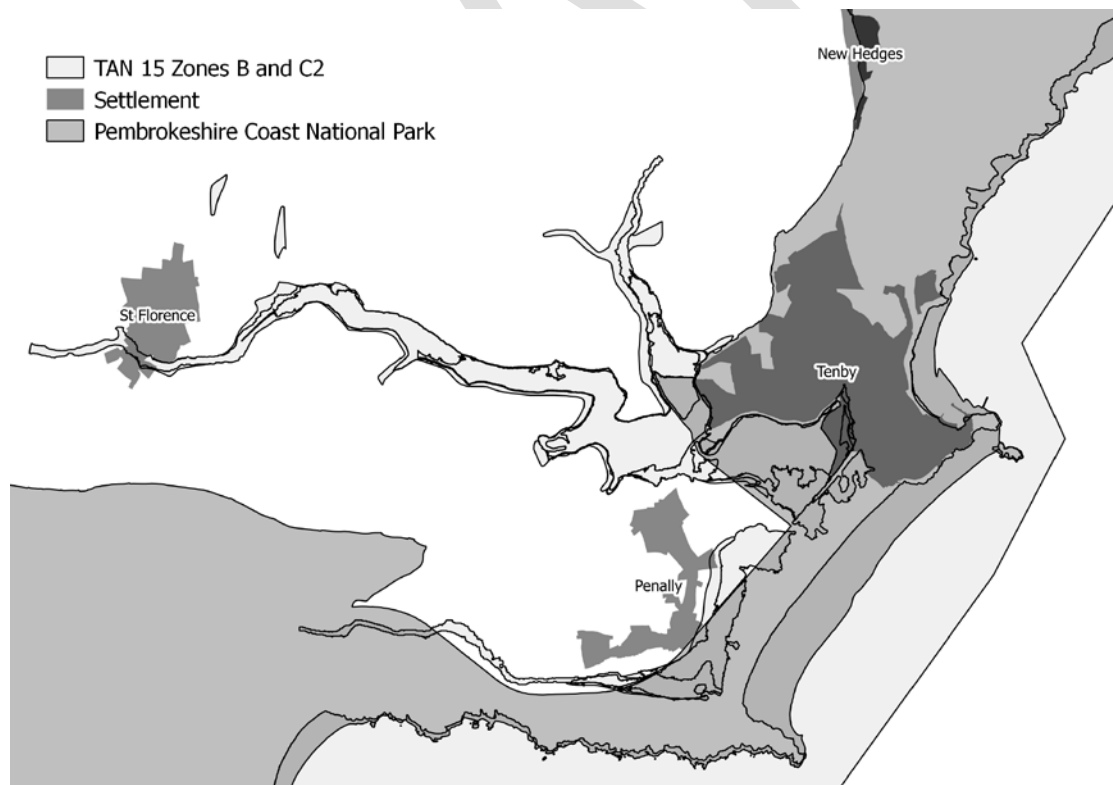 TAN 15 Zones B and C2
Settlement
Pembrokeshire Coast National Park
New Hedges
St Florence
Tenby
Penally